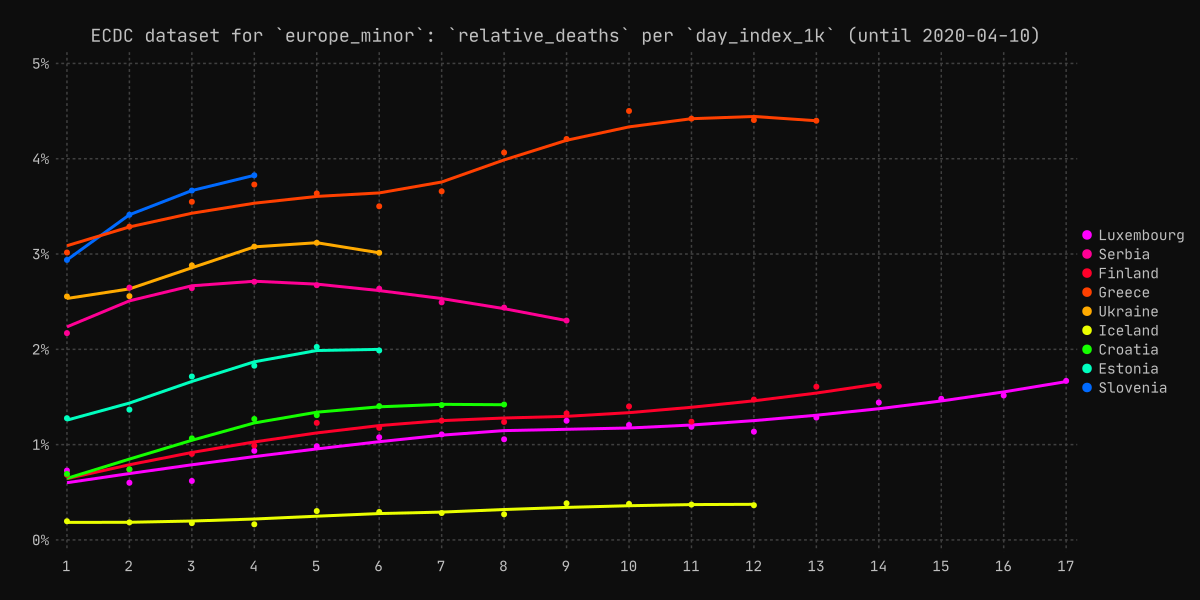 ECDC dataset for `europe_minor`: `relative_deaths` per `day_index_1k` (until 2020-04-10)
5%
4%
3%
2%
1%
0%
1 2 3 4 5 6 7 8 9 10 11 12 13 14 15 16 17
Luxembourg
Serbia
Finland
Greece
Ukraine
Iceland
Croatia
Estonia
Slovenia